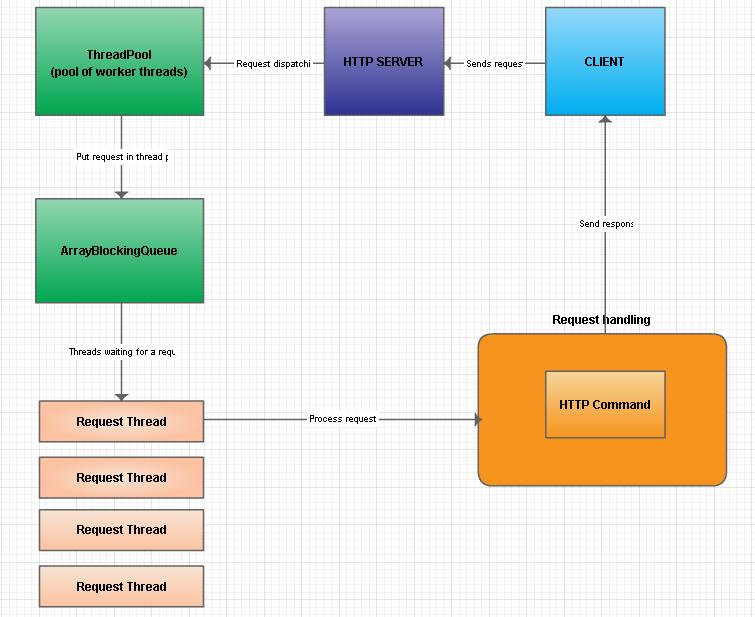 ThreadPool
(pool of worker threads)
Request dispatchi
HTTP SERVER
Sends reques
CLIENT
Put request in thread p
ArrayBlockingQueue
Send respons
Threads waiting for a requ
Request handling
HTTP Command
Request Thread
Process request
Request Thread
Request Thread
Request Thread